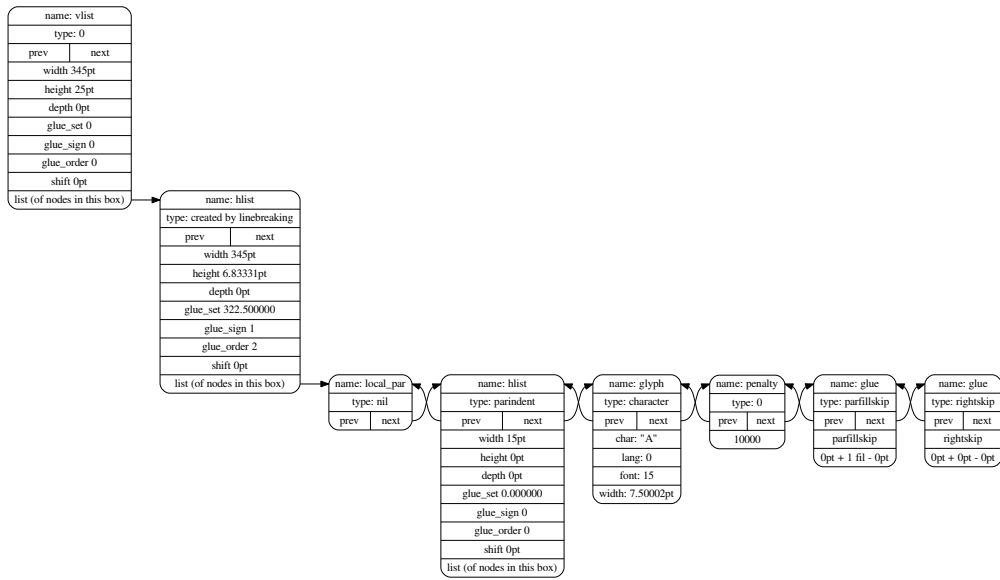 name: vlist
type: 0
prev next
width 345pt
height 25pt
depth 0pt
glue_set 0
glue_sign 0
glue_order 0
shift 0pt
list (of nodes in this box)
name: hlist
type: created by linebreaking
prev next
width 345pt
height 6.83331pt
depth 0pt
glue_set 322.500000
glue_sign 1
glue_order 2
shift 0pt
list (of nodes in this box)
name: local_par
type: nil
prev next
name: hlist
type: parindent
prev next
width 15pt
height 0pt
depth 0pt
glue_set 0.000000
glue_sign 0
glue_order 0
shift 0pt
list (of nodes in this box)
name: glyph
type: character
prev next
char: "A"
lang: 0
font: 15
width: 7.50002pt
name: penalty
type: 0
prev next
10000
name: glue
type: parfillskip
prev next
parfillskip
0pt + 1 fil - 0pt
name: glue
type: rightskip
prev next
rightskip
0pt + 0pt - 0pt